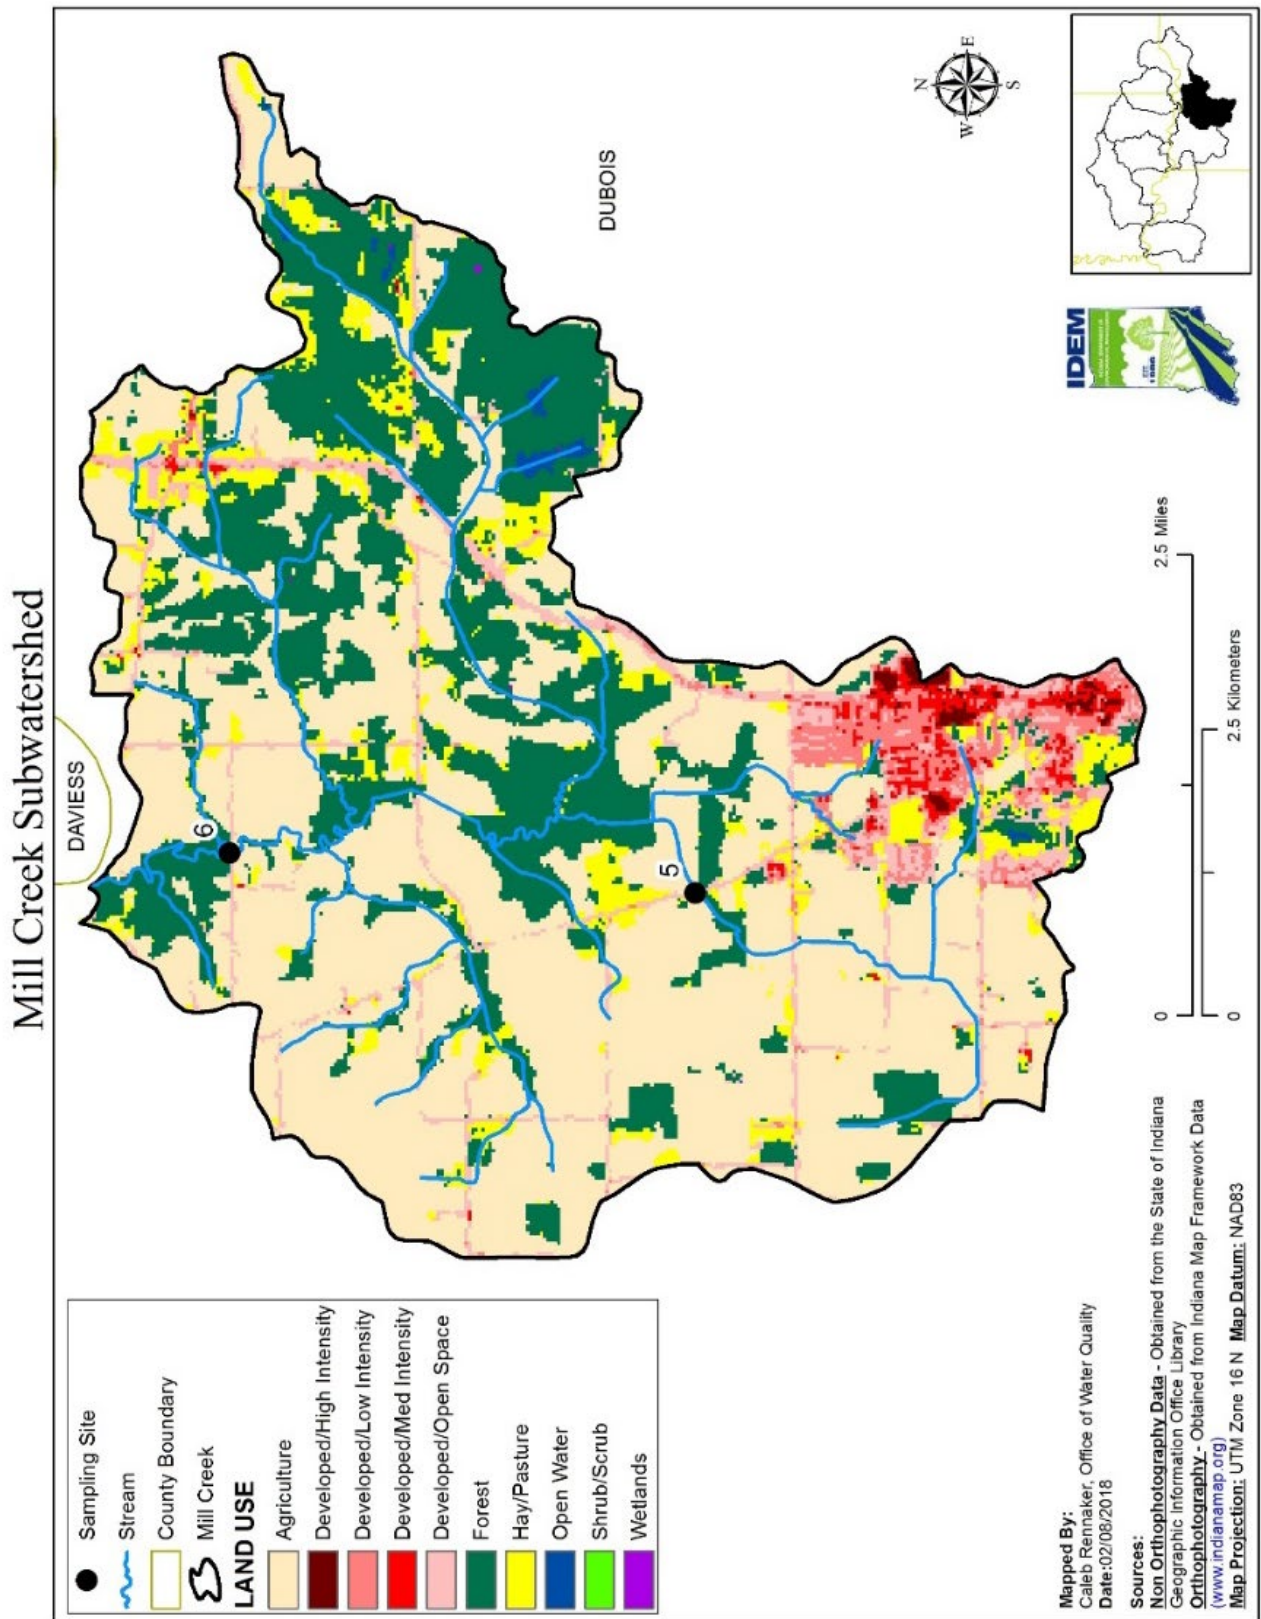 Mill Creek Subwatershed
DAVIESS
6
5
DUBOIS
N
E
S
W
Sampling Site
Stream
County Boundary
Mill Creek
LAND USE
Agriculture
Developed/High Intensity
Developed/Low Intensity
Developed/Med Intensity
Developed/Open Space
Forest
Hay/Pasture
Open Water
Shrub/Scrub
Wetlands
Mapped By:
Caleb Rennaker, Office of Water Quality
Date:02/08/2018
Sources:
Non Orthophotography Data - Obtained from the State of Indiana
Geographic Information Office Library
Orthophotography - Obtained from Indiana Map Framework Data
(www.indianamap.org)
Map Projection: UTM Zone 16 N Map Datum: NAD83
0 2.5 Miles
0 2.5 Kilometers
IDEM